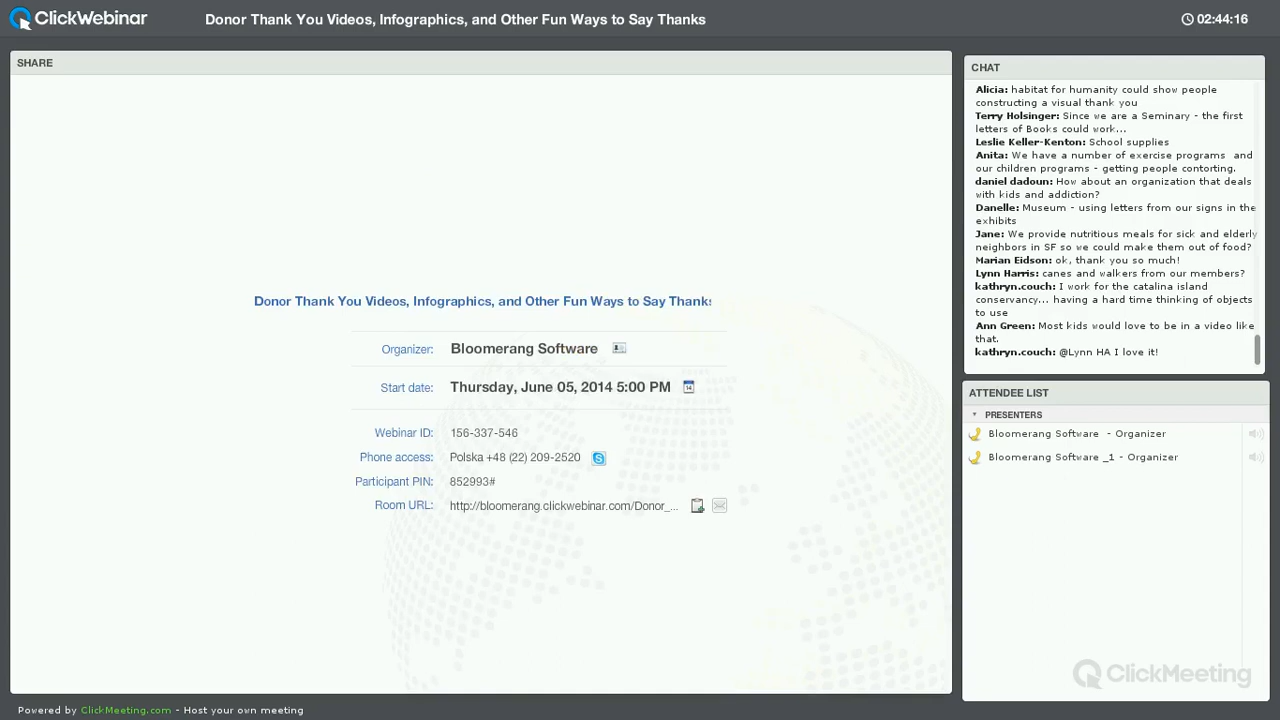 ClickWebinar
Donor Thank You Videos, Infographics, and Other Fun Ways to Say Thanks
02:44:16
SHARE
Donor Thank You Videos, Infographics, and Other Fun Ways to Say Thanks
Organizer: Bloomerang Software
Start date: Thursday, June 05, 2014 5:00 PM
14
Webinar ID: 156-337-546
Phone access: Polska +48 (22) 209-2520
Participant PIN: 852993#
Room URL: http://bloomerang.clickwebinar.com/Donor_...
CHAT
Alicia: habitat for humanity could show people
constructing a visual thank you
Terry Holsinger: Since we are a Seminary - the first
letters of Books could work...
Leslie Keller-Kenton: School supplies
Anita: We have a number of exercise programs and
our children programs - getting people contorting.
daniel dadoun: How about an organization that deals
with kids and addiction?
Danelle: Museum - using letters from our signs in the
exhibits
Jane: We provide nutritious meals for sick and elderly
neighbors in SF so we could make them out of food?
Marian Eidson: ok, thank you so much!
Lynn Harris: canes and walkers from our members?
kathryn.couch: I work for the catalina island
conservancy... having a hard time thinking of objects
to use
Ann Green: Most kids would love to be in a video like
that.
kathryn.couch: @Lynn HA I love it!
ATTENDEE LIST
PRESENTERS
Bloomerang Software - Organizer
Bloomerang Software _1 - Organizer
ClickMeeting
Powered by ClickMeeting.com - Host your own meeting